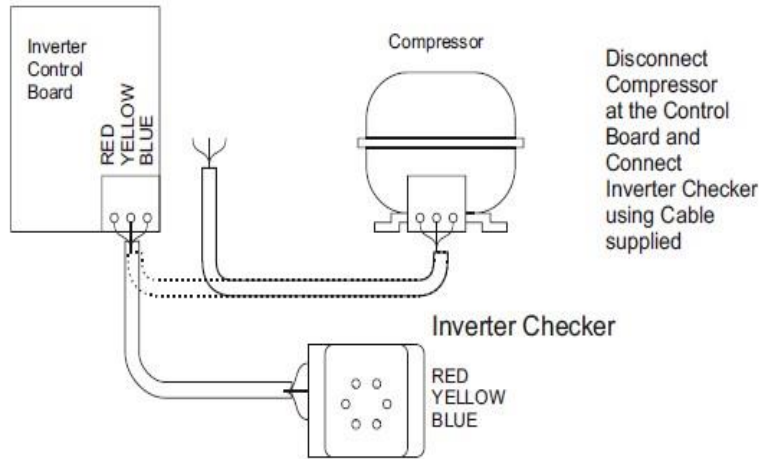 Inverter
Control
Board
RED
YELLOW
BLUE
Compressor
Disconnect
Compressor
at the Control
Board and
Connect
Inverter Checker
using Cable
supplied
Inverter Checker
RED
YELLOW
BLUE